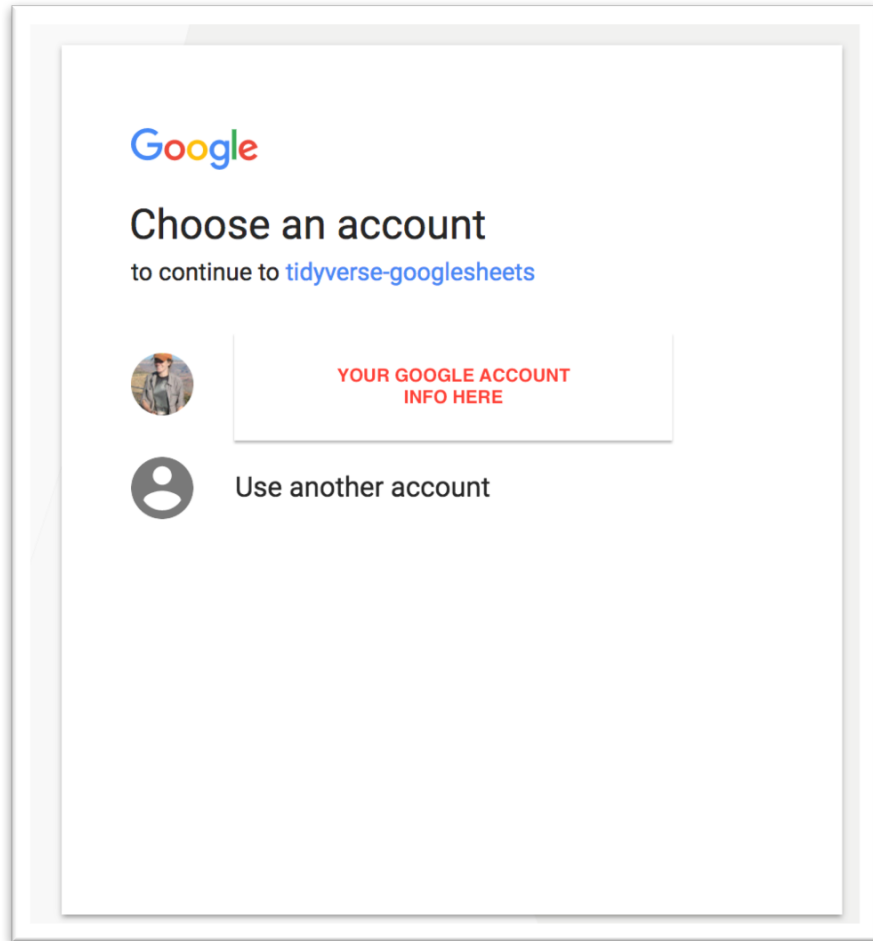 Google
Choose an account
to continue to tidyverse-googlesheets
YOUR GOOGLE ACCOUNT
INFO HERE
Use another account